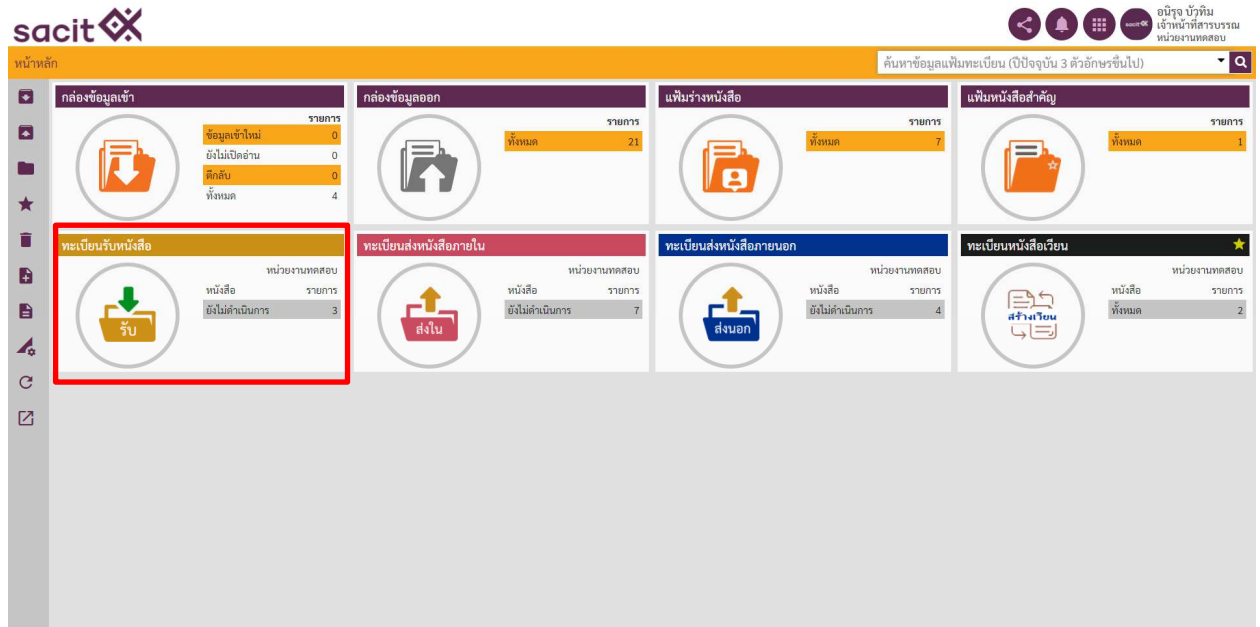 sacit
อนิรุจ บัวทิม
เจ้าหน้าที่สารบรรณ
หน่วยงานทดสอบ
หน้าหลัก
ค้นหาข้อมูลแฟ้มทะเบียน (ปีปัจจุบัน 3 ตัวอักษรขึ้นไป)
กล่องข้อมูลเข้า
รายการ
ข้อมูลเข้าใหม่ 0
ยังไม่เปิดอ่าน 0
ตีกลับ 0
ทั้งหมด 4
กล่องข้อมูลออก
รายการ
ทั้งหมด 21
แฟ้มร่างหนังสือ
รายการ
ทั้งหมด 7
แฟ้มหนังสือสำคัญ
รายการ
ทั้งหมด 1
ทะเบียนรับหนังสือ
หน่วยงานทดสอบ
หนังสือ รายการ
ยังไม่ดำเนินการ 3
รับ
ทะเบียนส่งหนังสือภายใน
หน่วยงานทดสอบ
หนังสือ รายการ
ยังไม่ดำเนินการ 7
ส่งใน
ทะเบียนส่งหนังสือภายนอก
หน่วยงานทดสอบ
หนังสือ รายการ
ยังไม่ดำเนินการ 4
ส่งนอก
ทะเบียนหนังสือเวียน
หน่วยงานทดสอบ
หนังสือ รายการ
ทั้งหมด 2
สร้างเวียน